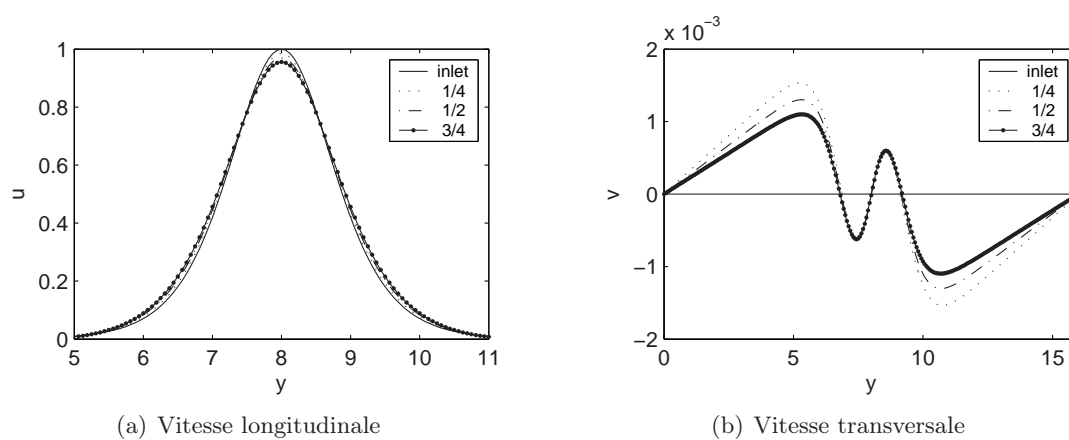 1
0.8
0.6
0.4
0.2
0
u
5 6 7 8 9 10 11
y
inlet
1/4
1/2
3/4
(a) Vitesse longitudinale
x 10⁻³
2
1
0
−1
−2
v
0 5 10 15
y
inlet
1/4
1/2
3/4
(b) Vitesse transversale